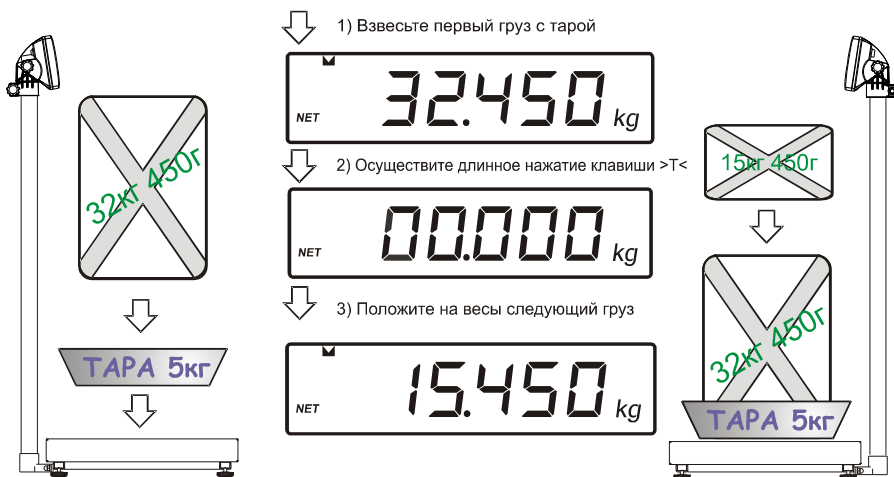 1) Взвесьте первый груз с тарой
32.450 kg
NET
32кг 450г
2) Осуществите длинное нажатие клавиши >T<
15кг 450г
00.000 kg
NET
3) Положите на весы следующий груз
32кг 450г
ТАРА 5кг
15.450 kg
NET
ТАРА 5кг